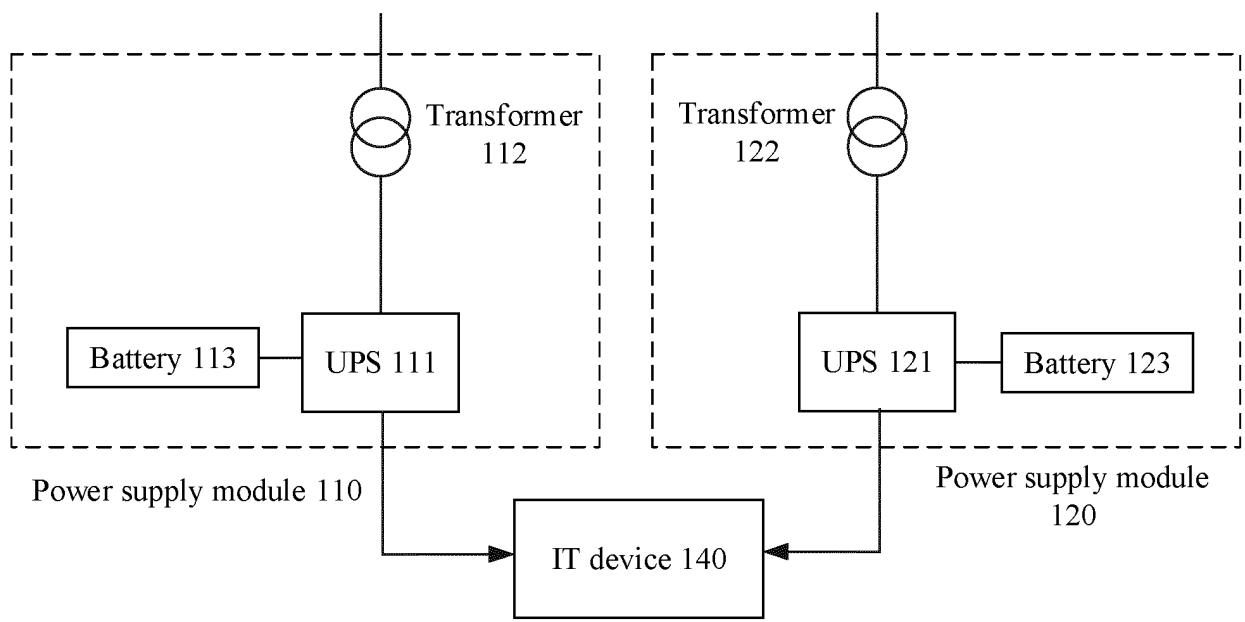 Transformer
112
Transformer
122
Battery 113
UPS 111
UPS 121
Battery 123
Power supply module 110
Power supply module
120
IT device 140